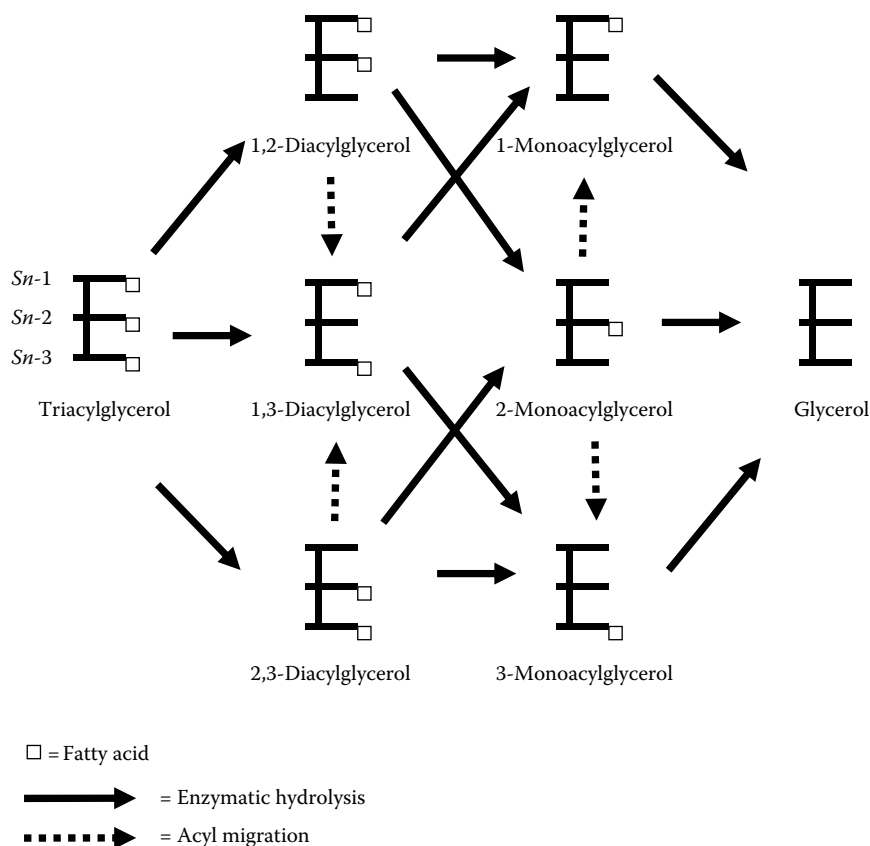 1,2-Diacylglycerol
1-Monoacylglycerol
Sn-1
Sn-2
Sn-3
Triacylglycerol
1,3-Diacylglycerol
2-Monoacylglycerol
Glycerol
2,3-Diacylglycerol
3-Monoacylglycerol
= Fatty acid
= Enzymatic hydrolysis
= Acyl migration